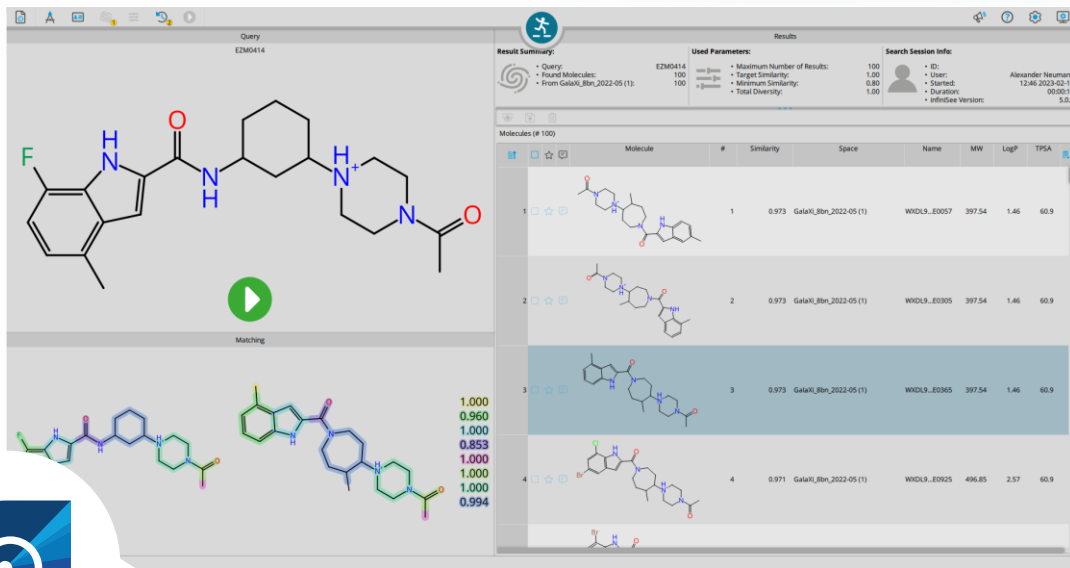 Query
EZM0414
F
H
N
O
N
H
H
N+
N
O
Matching
1.000
0.960
1.000
0.853
1.000
1.000
1.000
0.994
Results
Result Summary:
• Query: EZM0414
• Found Molecules: 100
• From GalaXi_8bn_2022-05 (1): 100
Used Parameters:
• Maximum Number of Results: 100
• Target Similarity: 1.00
• Minimum Similarity: 0.80
• Total Diversity: 1.00
Search Session Info:
• ID:
• User: Alexander Neuman
• Started: 12:46 2023-02-1
• Duration: 00:00:1
• infiniSee Version: 5.0.
Molecules (# 100)
Molecule # Similarity Space Name MW LogP TPSA
1 1 0.973 GalaXi_8bn_2022-05 (1) WXDL9...E0057 397.54 1.46 60.9
2 2 0.973 GalaXi_8bn_2022-05 (1) WXDL9...E0305 397.54 1.46 60.9
3 3 0.973 GalaXi_8bn_2022-05 (1) WXDL9...E0365 397.54 1.46 60.9
4 4 0.971 GalaXi_8bn_2022-05 (1) WXDL9...E0925 496.85 2.57 60.9
Cl
Br
Br